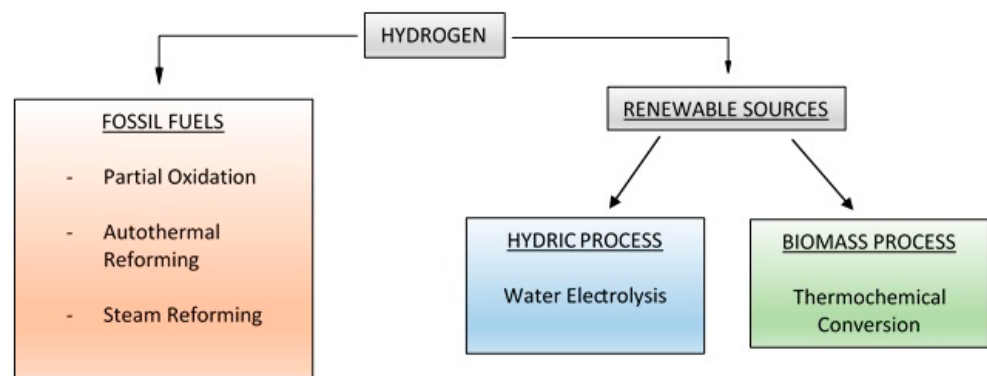 HYDROGEN
FOSSIL FUELS
- Partial Oxidation
- Autothermal
Reforming
- Steam Reforming
RENEWABLE SOURCES
HYDRIC PROCESS
Water Electrolysis
BIOMASS PROCESS
Thermochemical
Conversion